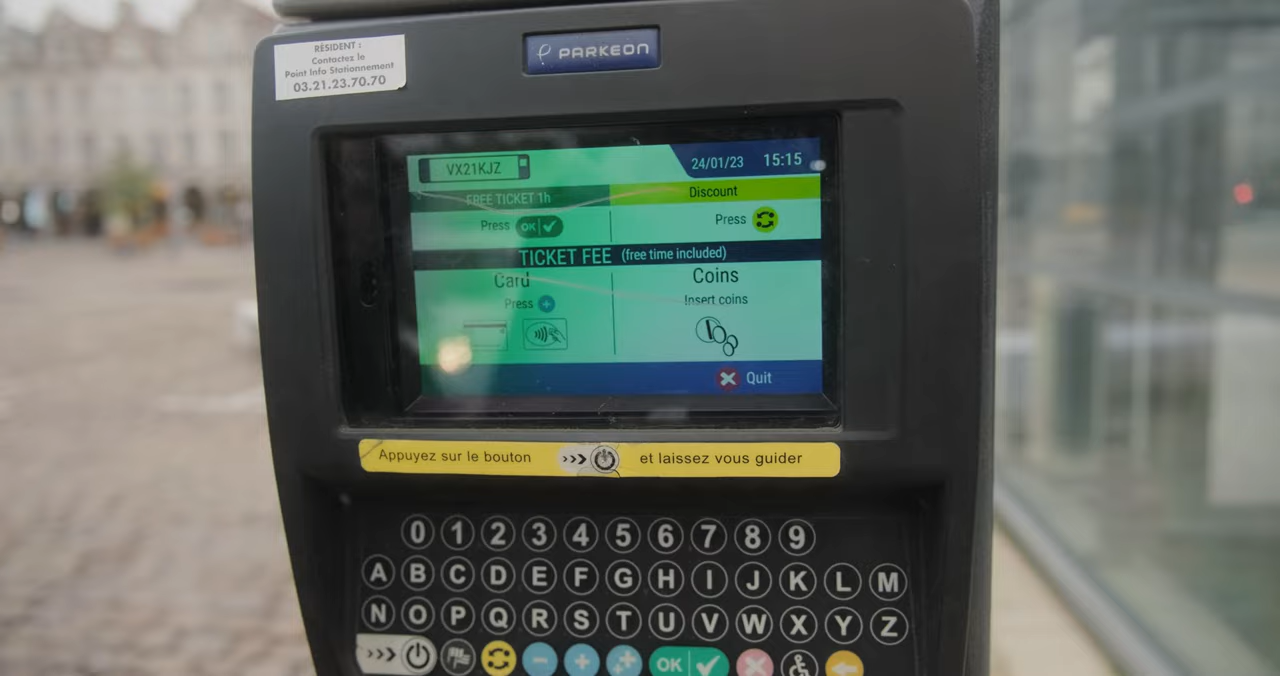 RÉSIDENT :
Contactez le
Point Info Stationnement
03.21.23.70.70
PARKEON
VX21KJZ
24/01/23 15:15
FREE TICKET 1h
Discount
Press OK
Press
TICKET FEE (free time included)
Card
Coins
Press +
Insert coins
Quit
Appuyez sur le bouton >>> et laissez vous guider
0 1 2 3 4 5 6 7 8 9
A B C D E F G H I J K L M
N O P Q R S T U V W X Y Z
>>> - + OK